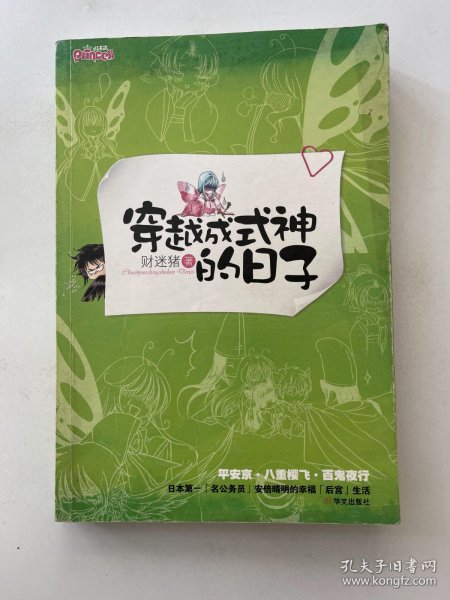 Princess
穿越成式神
的日子
财迷猪 著
平安京·八重樱飞·百鬼夜行
日本第一「名公务员」安倍晴明的幸福「后宫」生活
华文出版社
孔夫子旧书网
www.kongfz.com